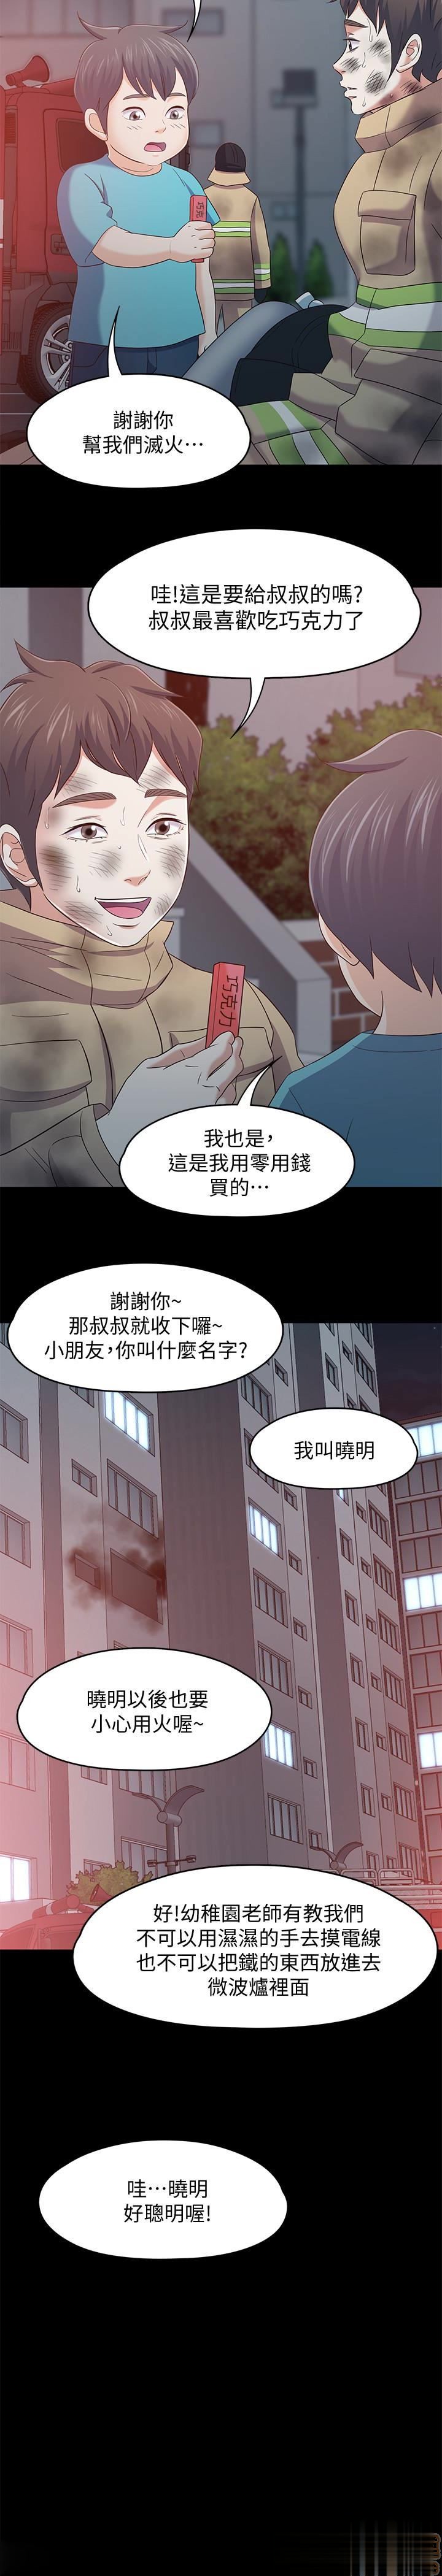 巧克
謝謝你
幫我們滅火…
哇!這是要給叔叔的嗎?
叔叔最喜歡吃巧克力了
巧克力
我也是,
這是我用零用錢
買的…
謝謝你~
那叔叔就收下囉~
小朋友,你叫什麼名字?
我叫曉明
曉明以後也要
小心用火喔~
好!幼稚園老師有教我們
不可以用濕濕的手去摸電線
也不可以把鐵的東西放進去
微波爐裡面
哇…曉明
好聰明喔!